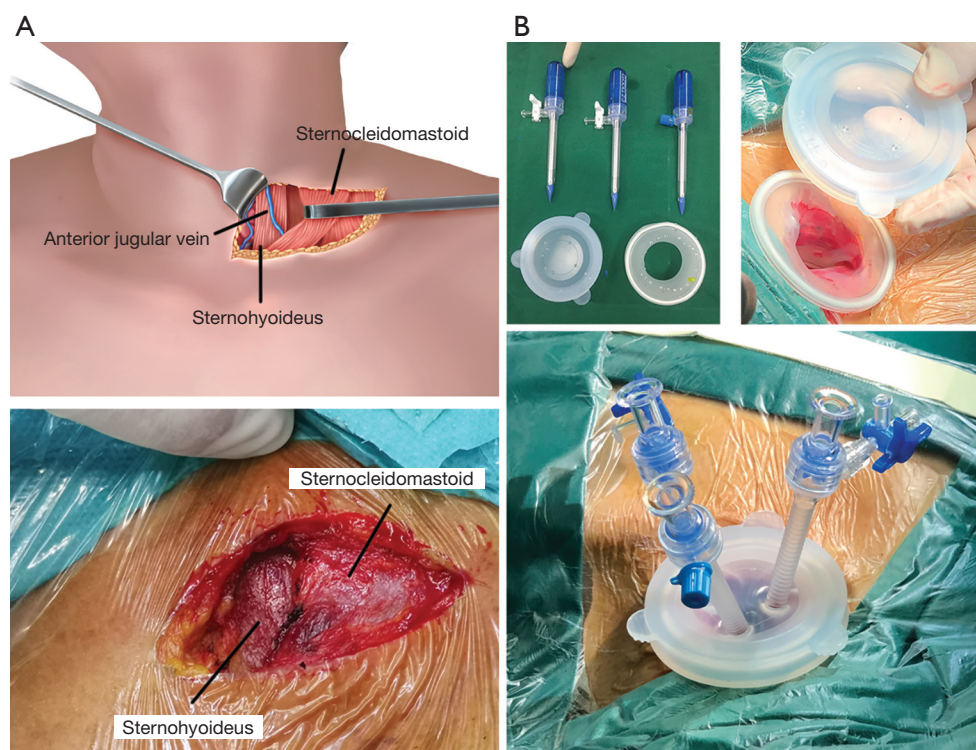 A
B
Sternocleidomastoid
Anterior jugular vein
Sternohyoideus
Sternocleidomastoid
Sternohyoideus